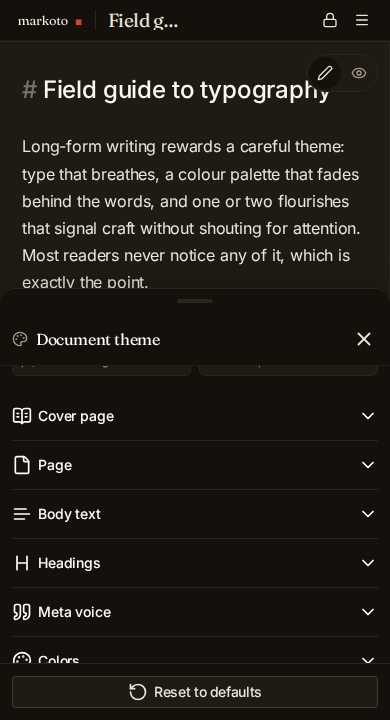 markoto
Field g...
# Field guide to typography
Long-form writing rewards a careful theme:
type that breathes, a colour palette that fades
behind the words, and one or two flourishes
that signal craft without shouting for attention.
Most readers never notice any of it, which is
exactly the point.
Document theme
Cover page
Page
Body text
Headings
Meta voice
Colors
Reset to defaults